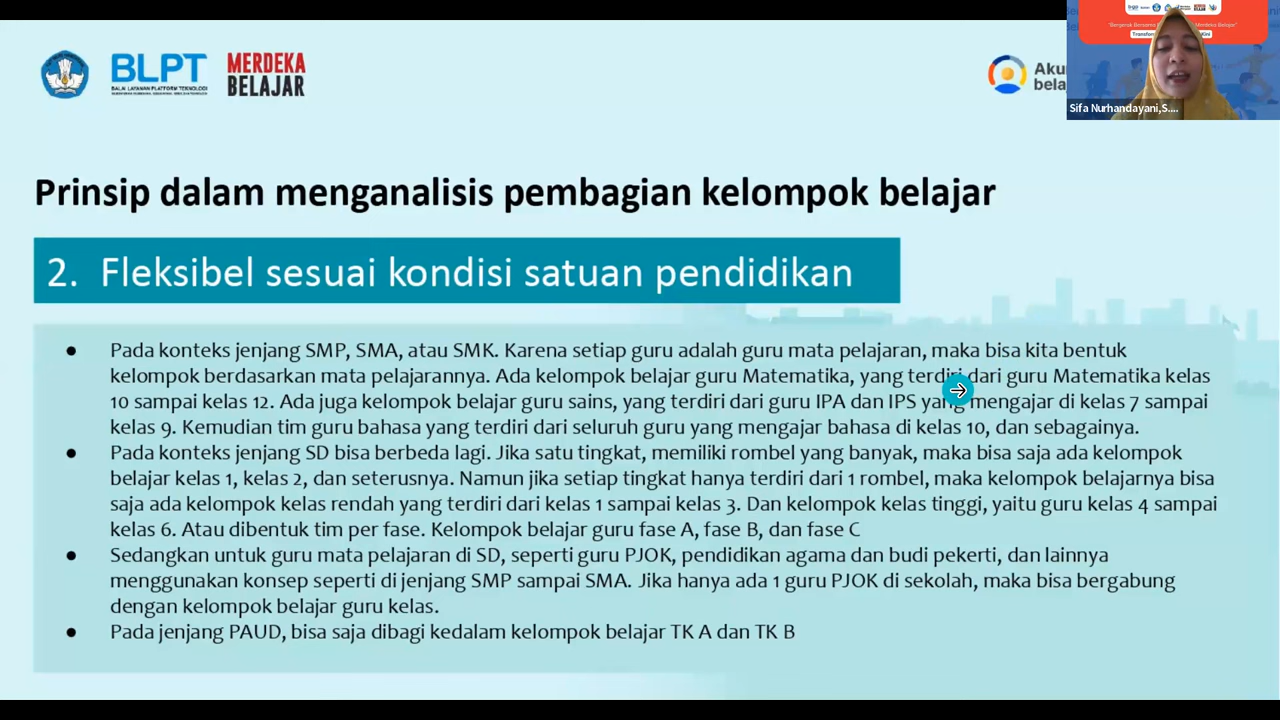 BLPT
BALAI LAYANAN PLATFORM TEKNOLOGI
MERDEKA
BELAJAR
Sifa Nurhandayani,S....
Prinsip dalam menganalisis pembagian kelompok belajar
2. Fleksibel sesuai kondisi satuan pendidikan
● Pada konteks jenjang SMP, SMA, atau SMK. Karena setiap guru adalah guru mata pelajaran, maka bisa kita bentuk
kelompok berdasarkan mata pelajarannya. Ada kelompok belajar guru Matematika, yang terdiri dari guru Matematika kelas
10 sampai kelas 12. Ada juga kelompok belajar guru sains, yang terdiri dari guru IPA dan IPS yang mengajar di kelas 7 sampai
kelas 9. Kemudian tim guru bahasa yang terdiri dari seluruh guru yang mengajar bahasa di kelas 10, dan sebagainya.
● Pada konteks jenjang SD bisa berbeda lagi. Jika satu tingkat, memiliki rombel yang banyak, maka bisa saja ada kelompok
belajar kelas 1, kelas 2, dan seterusnya. Namun jika setiap tingkat hanya terdiri dari 1 rombel, maka kelompok belajarnya bisa
saja ada kelompok kelas rendah yang terdiri dari kelas 1 sampai kelas 3. Dan kelompok kelas tinggi, yaitu guru kelas 4 sampai
kelas 6. Atau dibentuk tim per fase. Kelompok belajar guru fase A, fase B, dan fase C
● Sedangkan untuk guru mata pelajaran di SD, seperti guru PJOK, pendidikan agama dan budi pekerti, dan lainnya
menggunakan konsep seperti di jenjang SMP sampai SMA. Jika hanya ada 1 guru PJOK di sekolah, maka bisa bergabung
dengan kelompok belajar guru kelas.
● Pada jenjang PAUD, bisa saja dibagi kedalam kelompok belajar TK A dan TK B